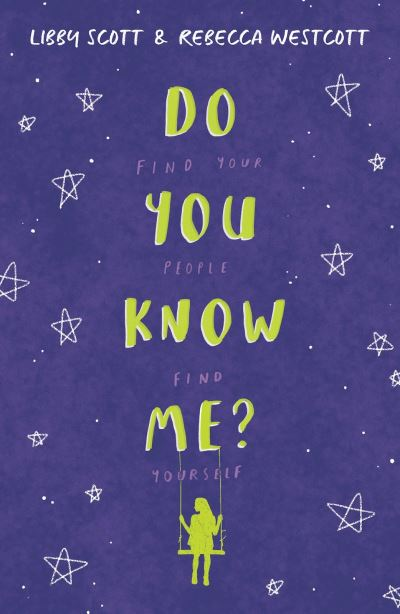 LIBBY SCOTT & REBECCA WESTCOTT
DO
FIND YOUR
YOU
PEOPLE
KNOW
FIND
ME?
YOURSELF